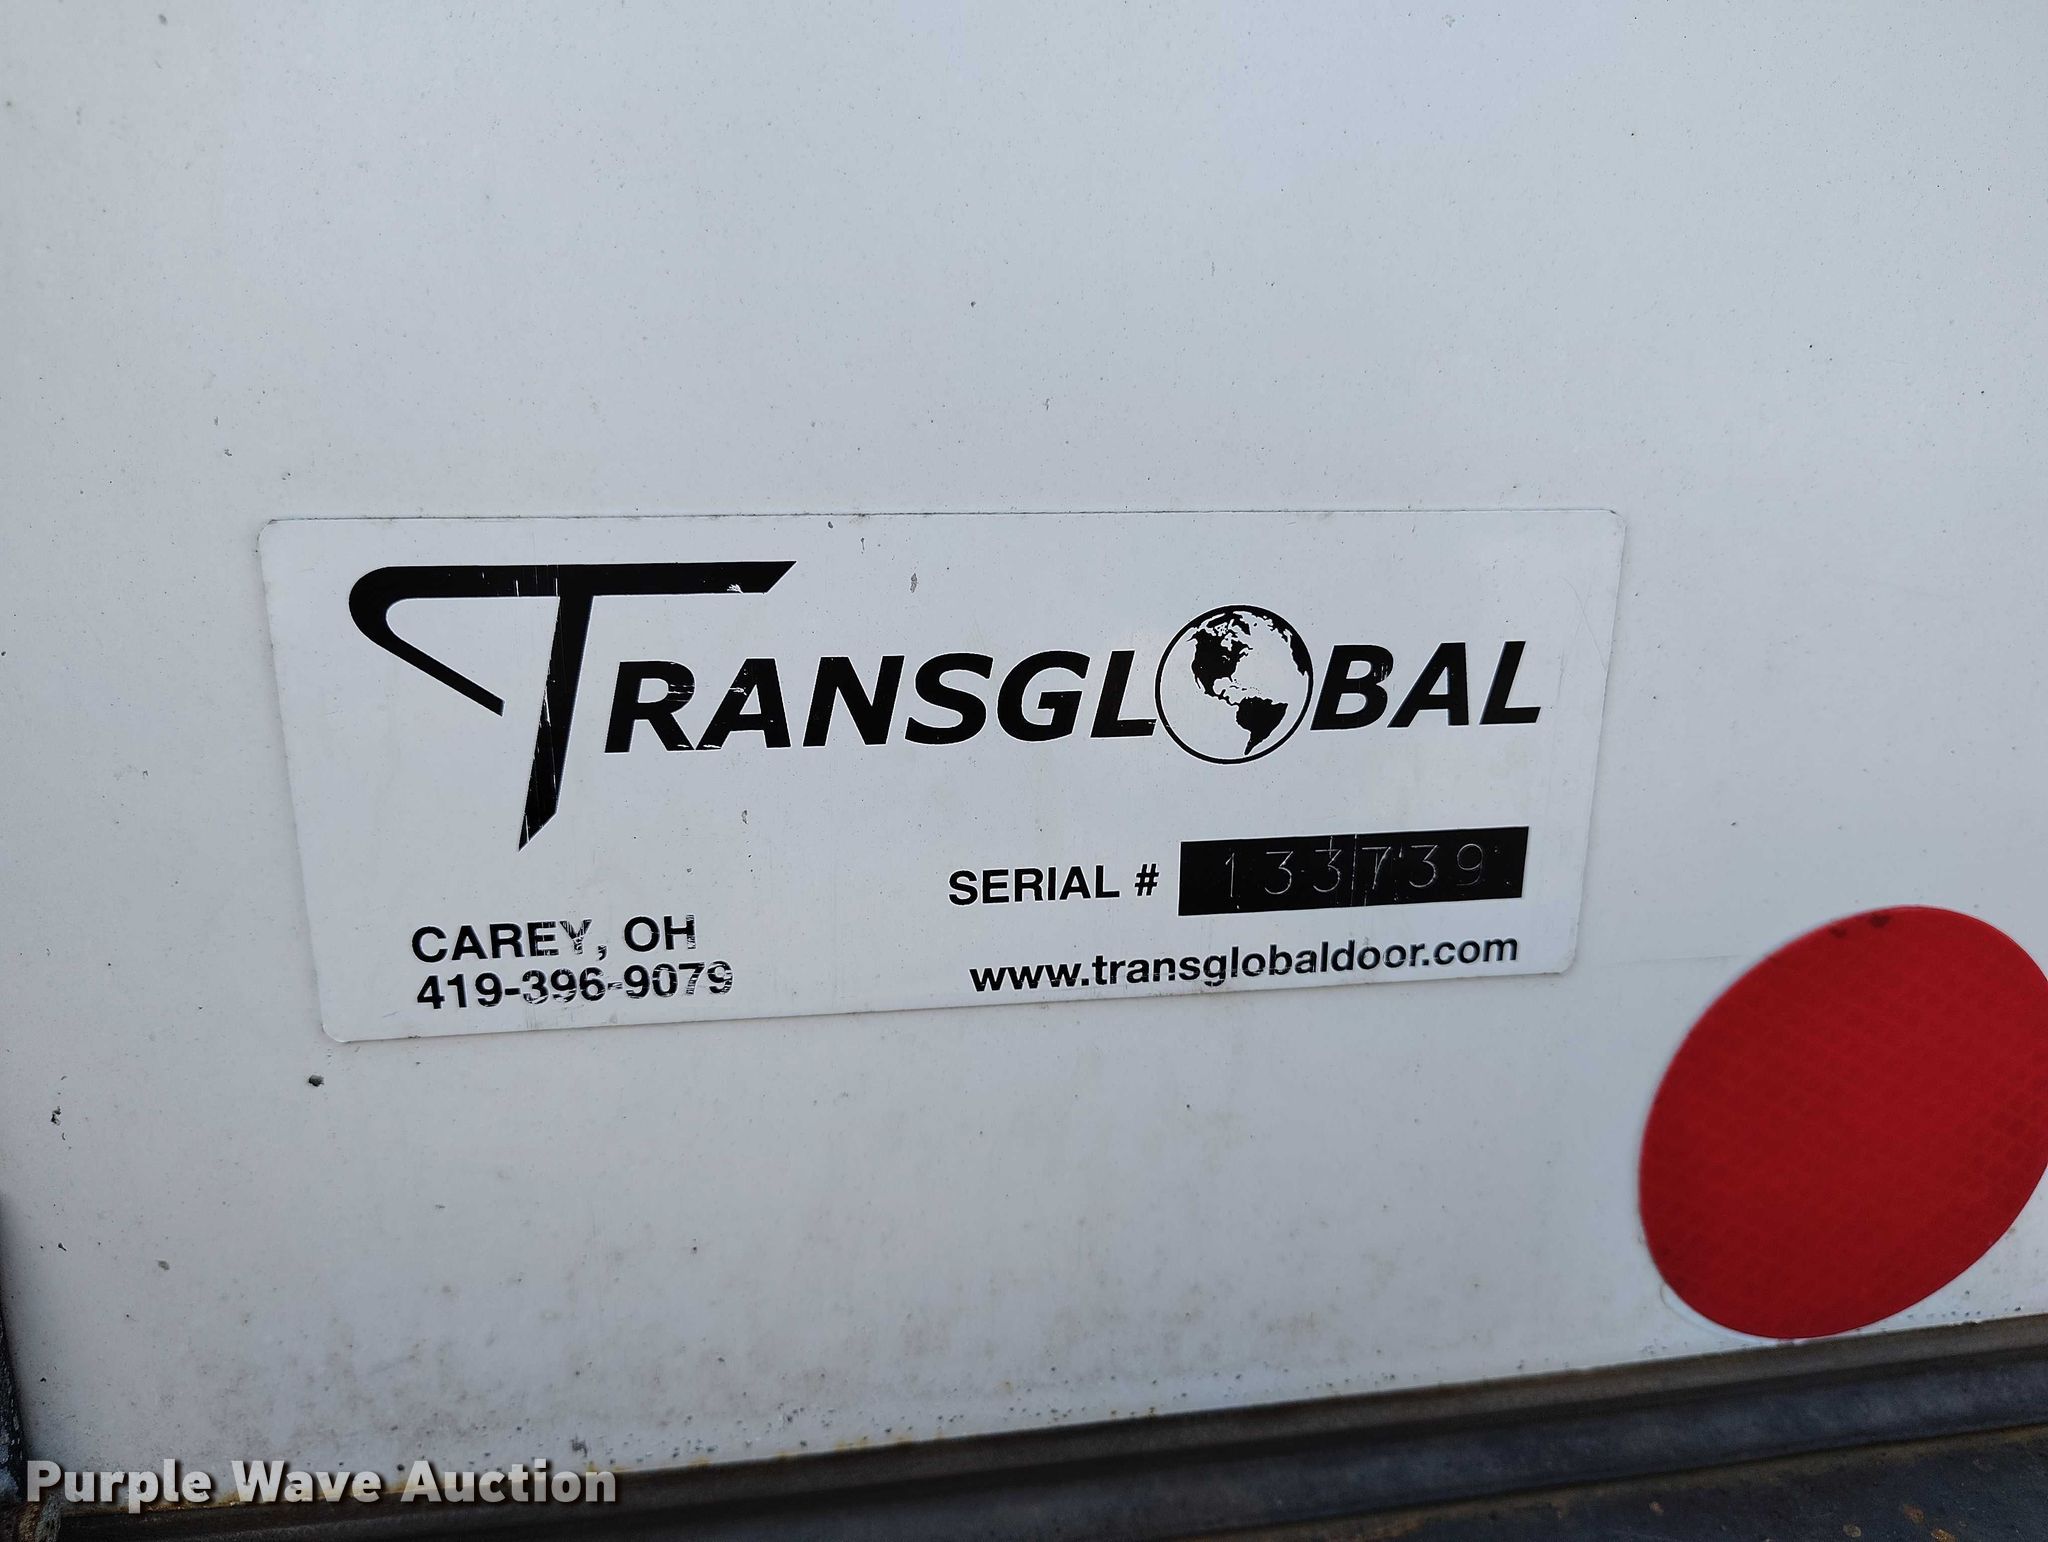 TRANSGLOBAL
SERIAL # 133739
CAREY, OH
419-396-9079
www.transglobaldoor.com
Purple Wave Auction